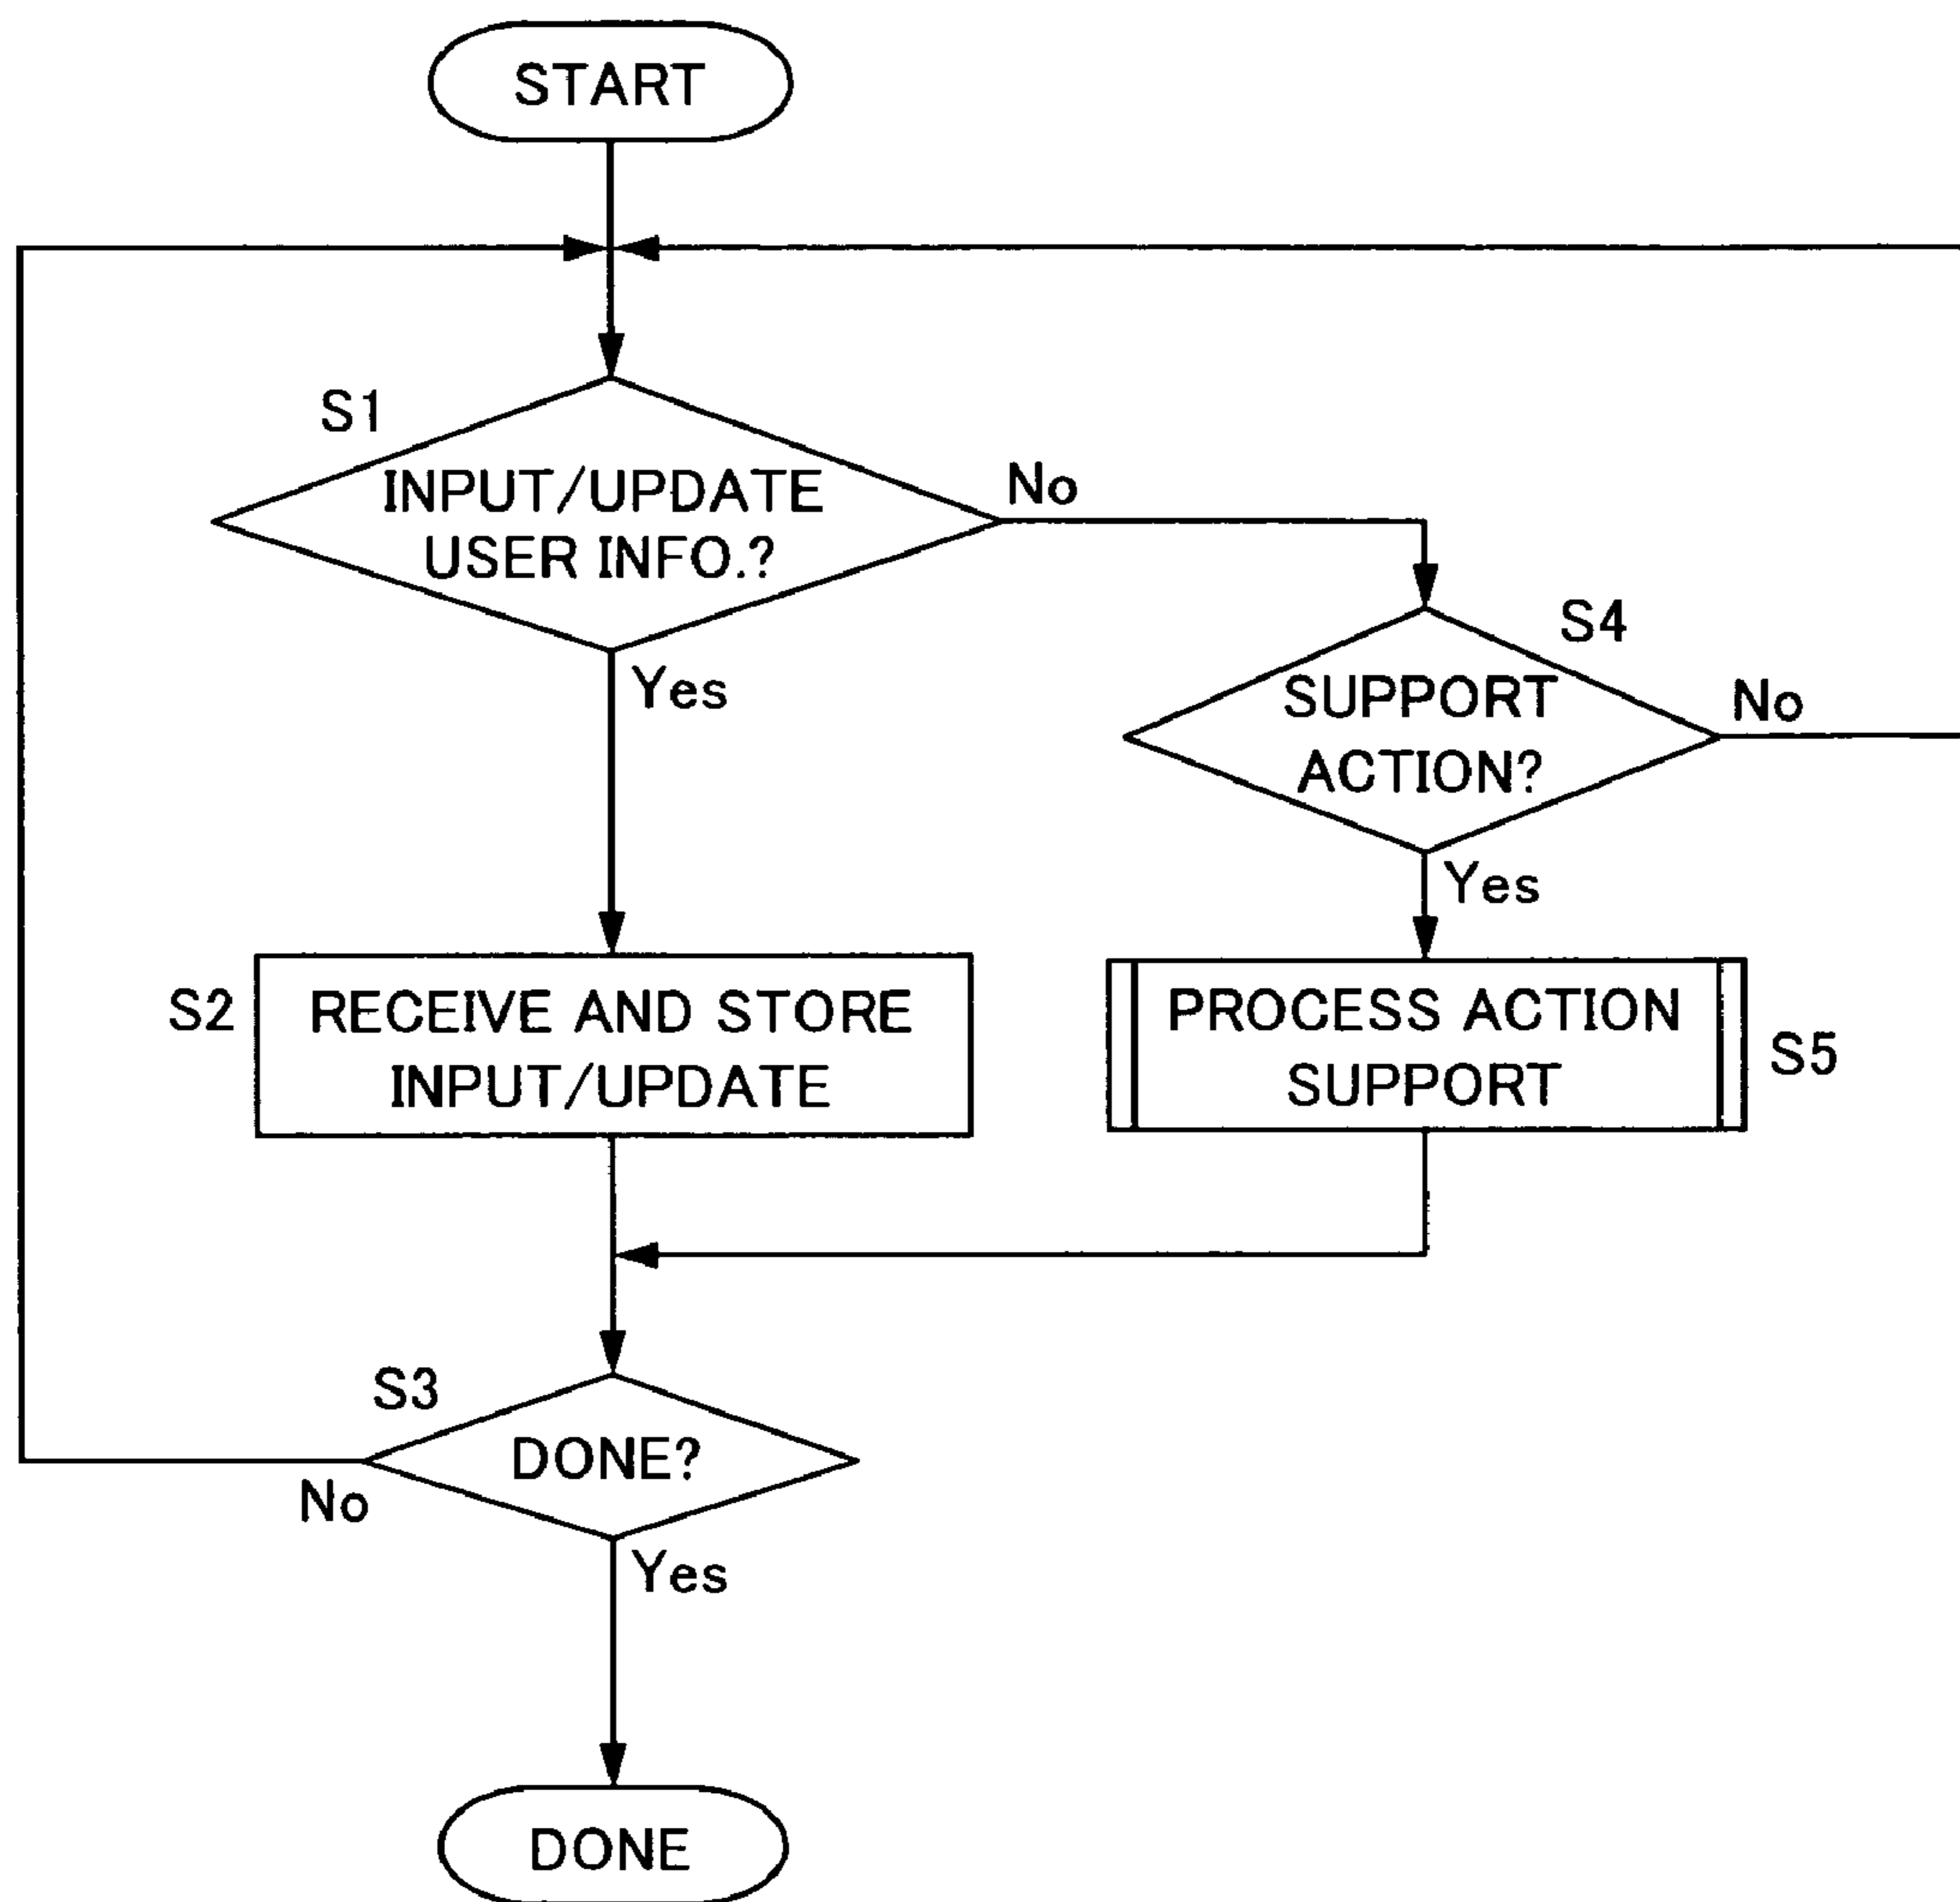 START
S1
INPUT/UPDATE
USER INFO.?
No
Yes
S4
SUPPORT
ACTION?
No
Yes
S2
RECEIVE AND STORE
INPUT/UPDATE
PROCESS ACTION
SUPPORT
S5
S3
DONE?
No
Yes
DONE